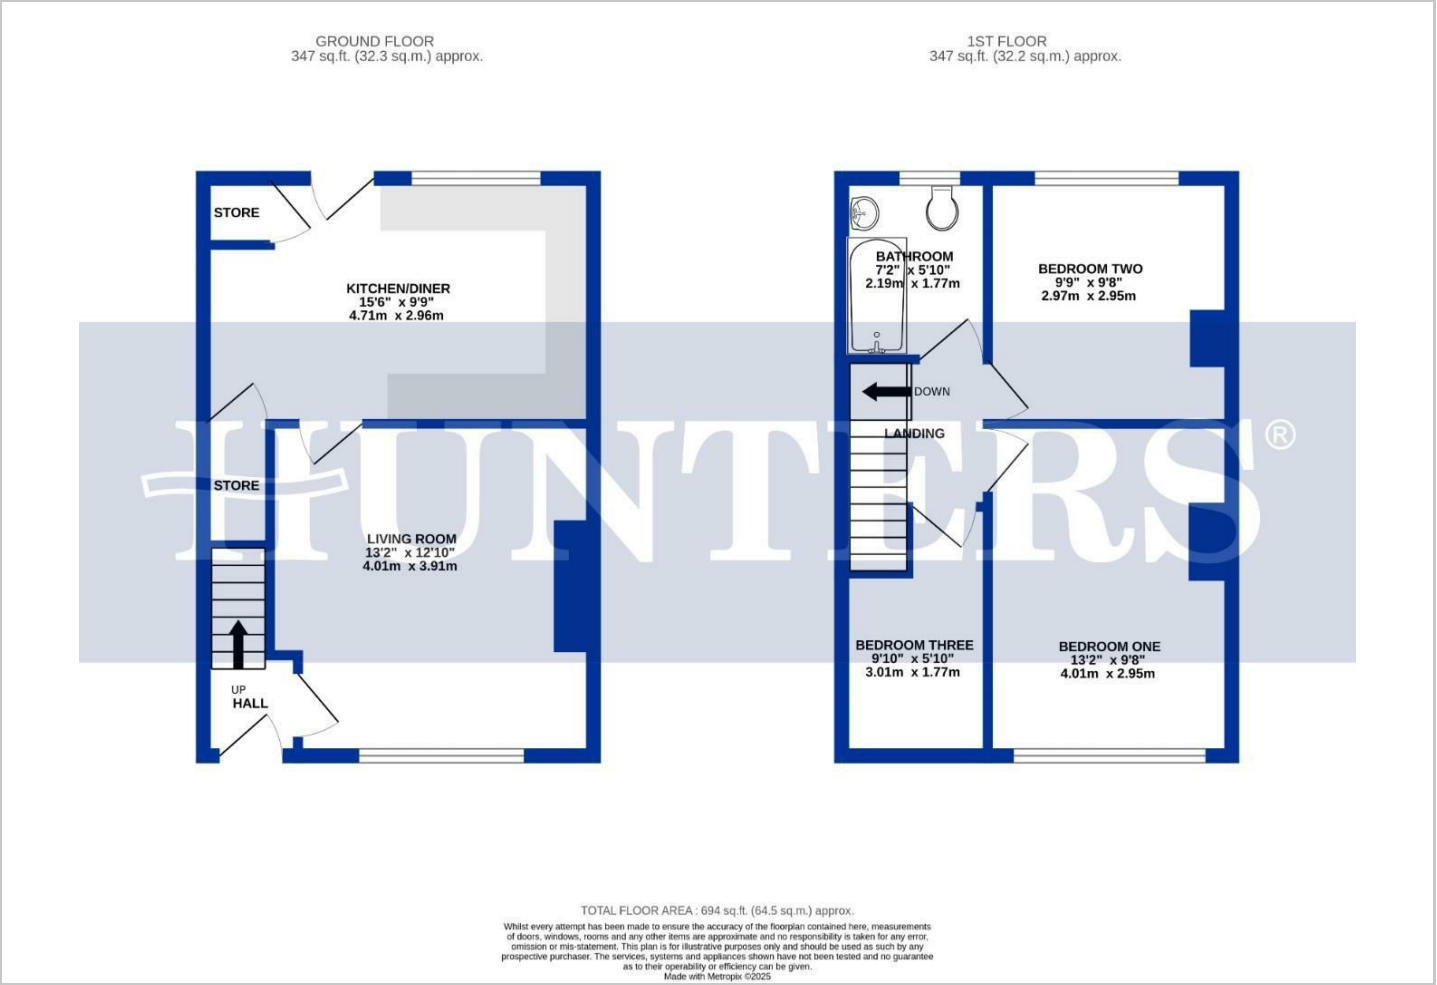 GROUND FLOOR
347 sq.ft. (32.3 sq.m.) approx.
1ST FLOOR
347 sq.ft. (32.2 sq.m.) approx.
STORE
KITCHEN/DINER
15'6" x 9'9"
4.71m x 2.96m
STORE
LIVING ROOM
13'2" x 12'10"
4.01m x 3.91m
UP
HALL
BATHROOM
7'2" x 5'10"
2.19m x 1.77m
BEDROOM TWO
9'9" x 9'8"
2.97m x 2.95m
DOWN
LANDING
BEDROOM THREE
9'10" x 5'10"
3.01m x 1.77m
BEDROOM ONE
13'2" x 9'8"
4.01m x 2.95m
HUNTERS®
TOTAL FLOOR AREA : 694 sq.ft. (64.5 sq.m.) approx.
Whilst every attempt has been made to ensure the accuracy of the floorplan contained here, measurements
of doors, windows, rooms and any other items are approximate and no responsibility is taken for any error,
omission or mis-statement. This plan is for illustrative purposes only and should be used as such by any
prospective purchaser. The services, systems and appliances shown have not been tested and no guarantee
as to their operability or efficiency can be given.
Made with Metropix ©2025